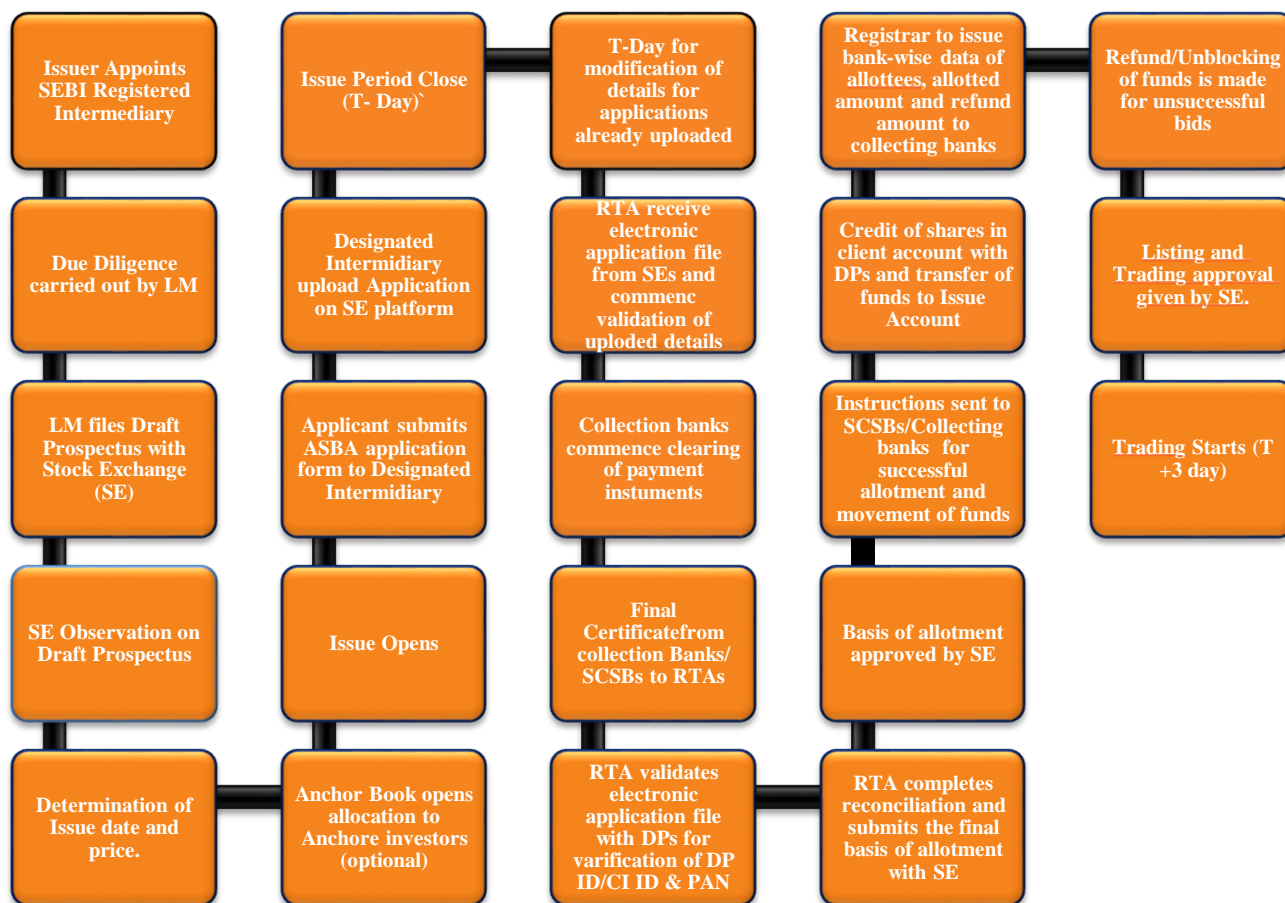 Issuer Appoints
SEBI Registered
Intermediary
Due Diligence
carried out by LM
LM files Draft
Prospectus with
Stock Exchange
(SE)
SE Observation on
Draft Prospectus
Determination of
Issue date and
price.
Anchor Book opens
allocation to
Anchore investors
(optional)
Issue Opens
Applicant submits
ASBA application
form to Designated
Intermidiary
Designated
Intermidiary
upload Application
on SE platform
Issue Period Close
(T- Day)`
T-Day for
modification of
details for
applications
already uploaded
RTA receive
electronic
application file
from SEs and
commenc
validation of
uploded details
Collection banks
commence clearing
of payment
instuments
Final
Certificatefrom
collection Banks/
SCSBs to RTAs
RTA validates
electronic
application file
with DPs for
varification of DP
ID/CI ID & PAN
RTA completes
reconciliation and
submits the final
basis of allotment
with SE
Basis of allotment
approved by SE
Instructions sent to
SCSBs/Collecting
banks for
successful
allotment and
movement of funds
Credit of shares in
client account with
DPs and transfer of
funds to Issue
Account
Registrar to issue
bank-wise data of
allottees, allotted
amount and refund
amount to
collecting banks
Refund/Unblocking
of funds is made
for unsuccessful
bids
Listing and
Trading approval
given by SE.
Trading Starts (T
+3 day)